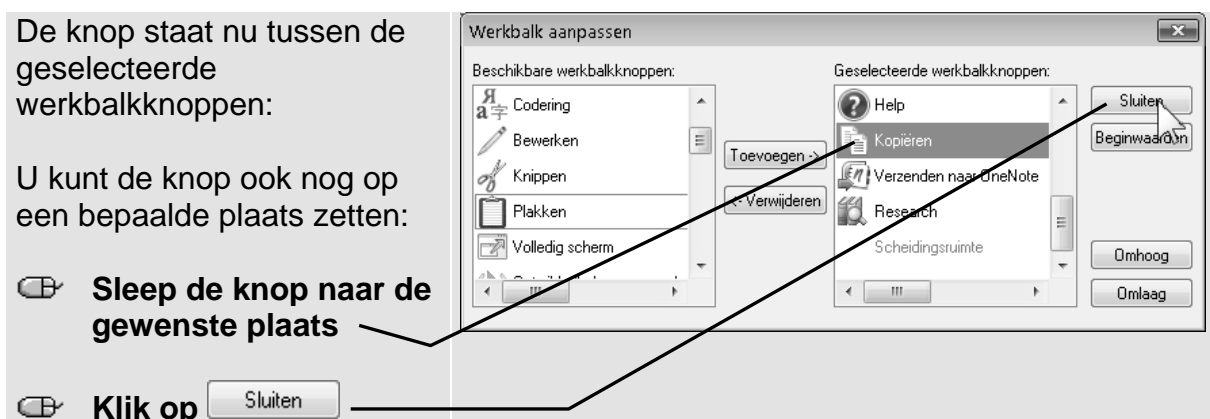 De knop staat nu tussen de
geselecteerde
werkbalkknoppen:
U kunt de knop ook nog op
een bepaalde plaats zetten:
Sleep de knop naar de
gewenste plaats
Klik op Sluiten
Werkbalk aanpassen
Beschikbare werkbalkknoppen:
Codering
Bewerken
Knippen
Plakken
Volledig scherm
Toevoegen ->
<- Verwijderen
Geselecteerde werkbalkknoppen:
Help
Kopiëren
Verzenden naar OneNote
Research
Scheidingsruimte
Sluiten
Beginwaarden
Omhoog
Omlaag